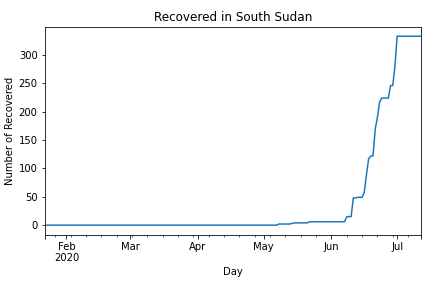 Recovered in South Sudan
Number of Recovered
300
250
200
150
100
50
0
Feb
2020
Mar
Apr
May
Jun
Jul
Day